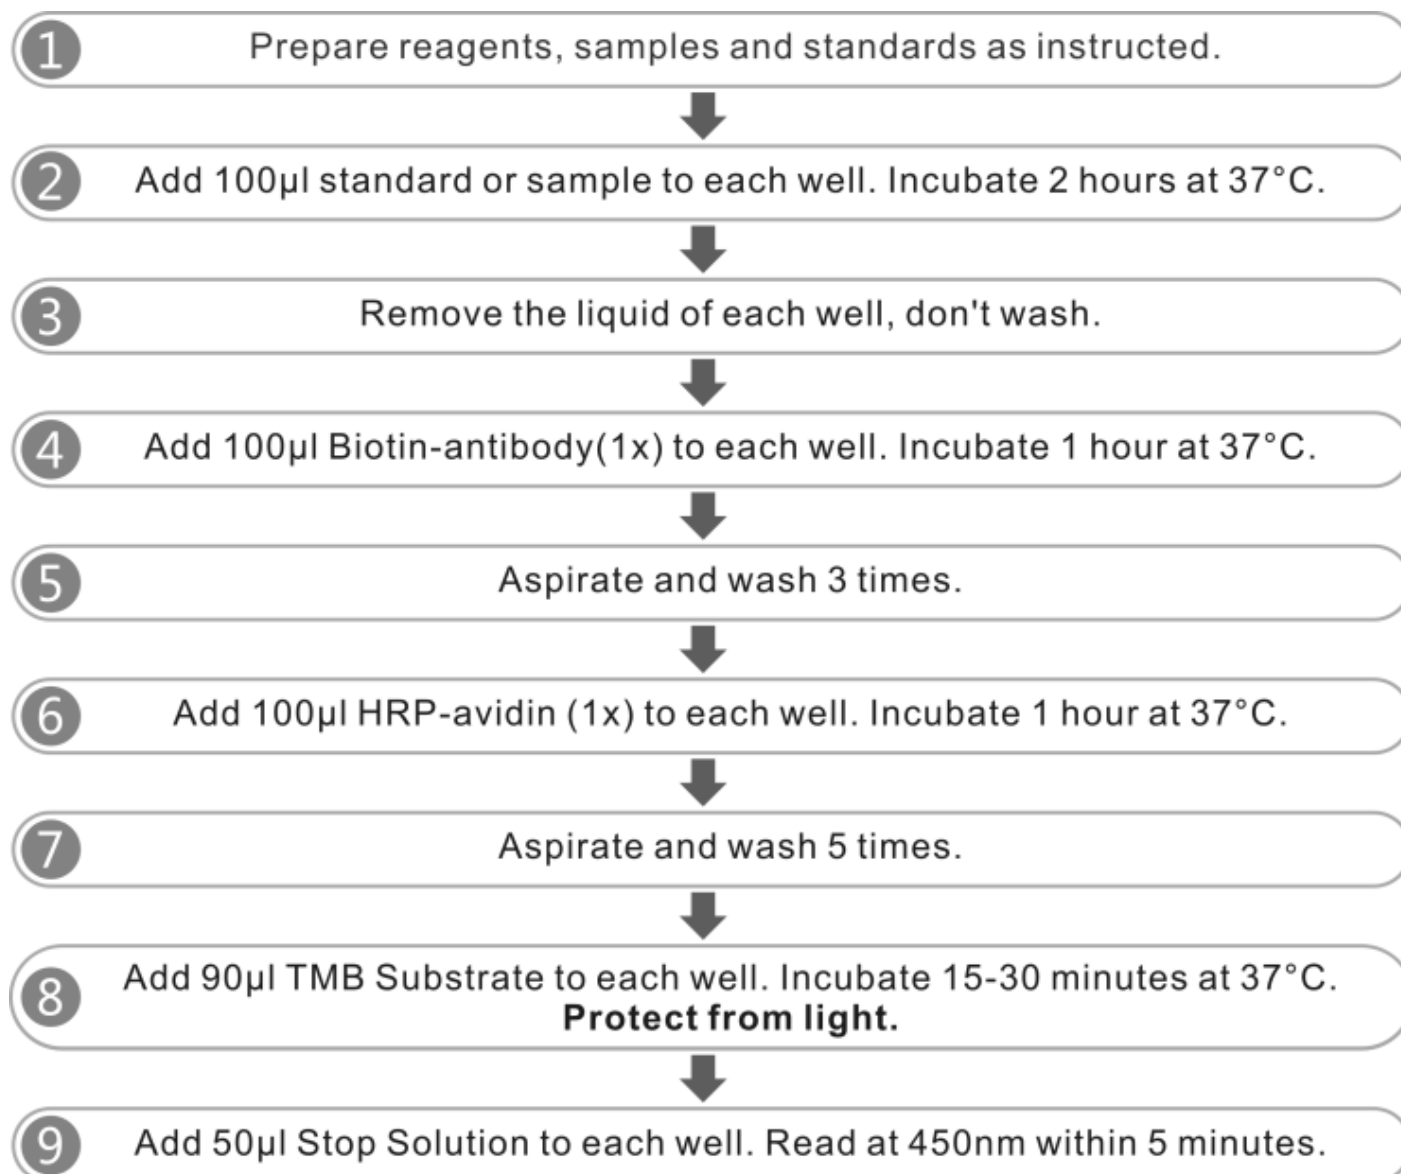 1 Prepare reagents, samples and standards as instructed.
2 Add 100µl standard or sample to each well. Incubate 2 hours at 37°C.
3 Remove the liquid of each well, don't wash.
4 Add 100µl Biotin-antibody(1x) to each well. Incubate 1 hour at 37°C.
5 Aspirate and wash 3 times.
6 Add 100µl HRP-avidin (1x) to each well. Incubate 1 hour at 37°C.
7 Aspirate and wash 5 times.
8 Add 90µl TMB Substrate to each well. Incubate 15-30 minutes at 37°C.
Protect from light.
9 Add 50µl Stop Solution to each well. Read at 450nm within 5 minutes.